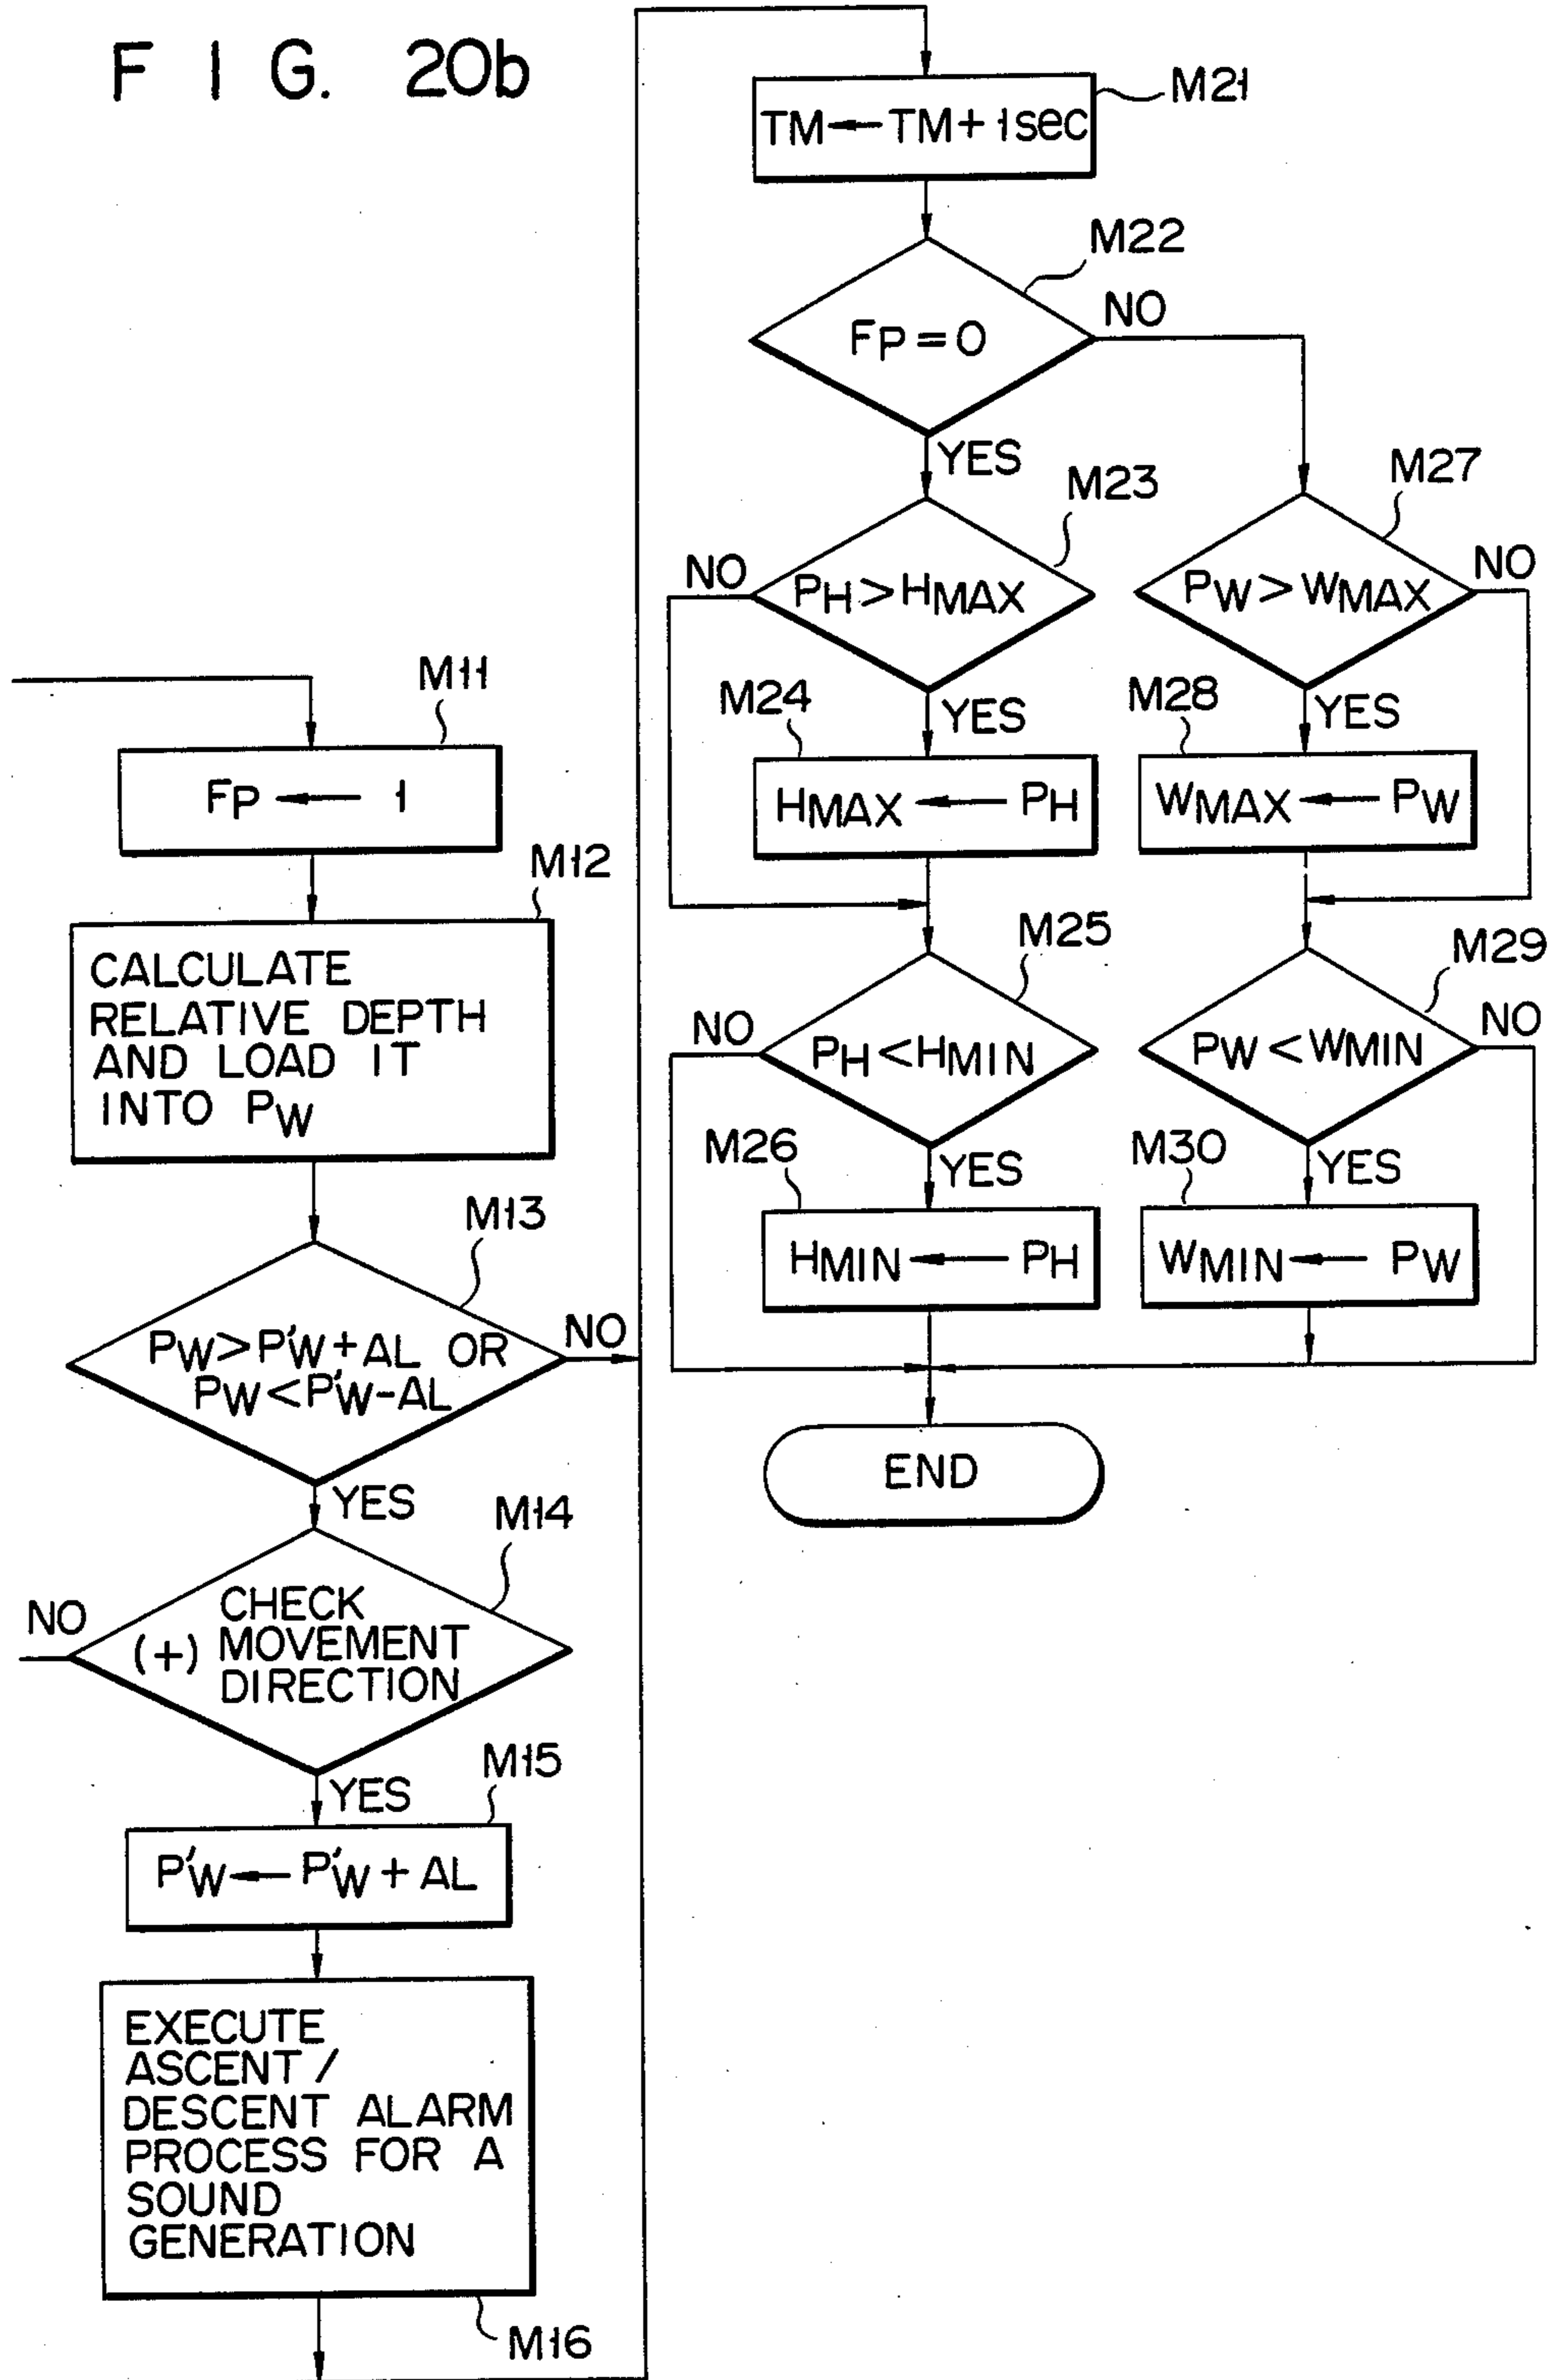 FIG. 20b
M11
FP ← 1
M12
CALCULATE
RELATIVE DEPTH
AND LOAD IT
INTO PW
M13
PW>P'W+AL OR
PW<P'W-AL
NO
YES
M14
NO
CHECK
(+) MOVEMENT
DIRECTION
YES
M15
P'W ← P'W + AL
EXECUTE
ASCENT/
DESCENT ALARM
PROCESS FOR A
SOUND
GENERATION
M16
M21
TM ← TM + 1sec
M22
FP = 0
NO
YES
M23
NO
PH > HMAX
M24
YES
HMAX ← PH
M25
NO
PH < HMIN
M26
YES
HMIN ← PH
M27
NO
PW > WMAX
M28
YES
WMAX ← PW
M29
NO
PW < WMIN
M30
YES
WMIN ← PW
END